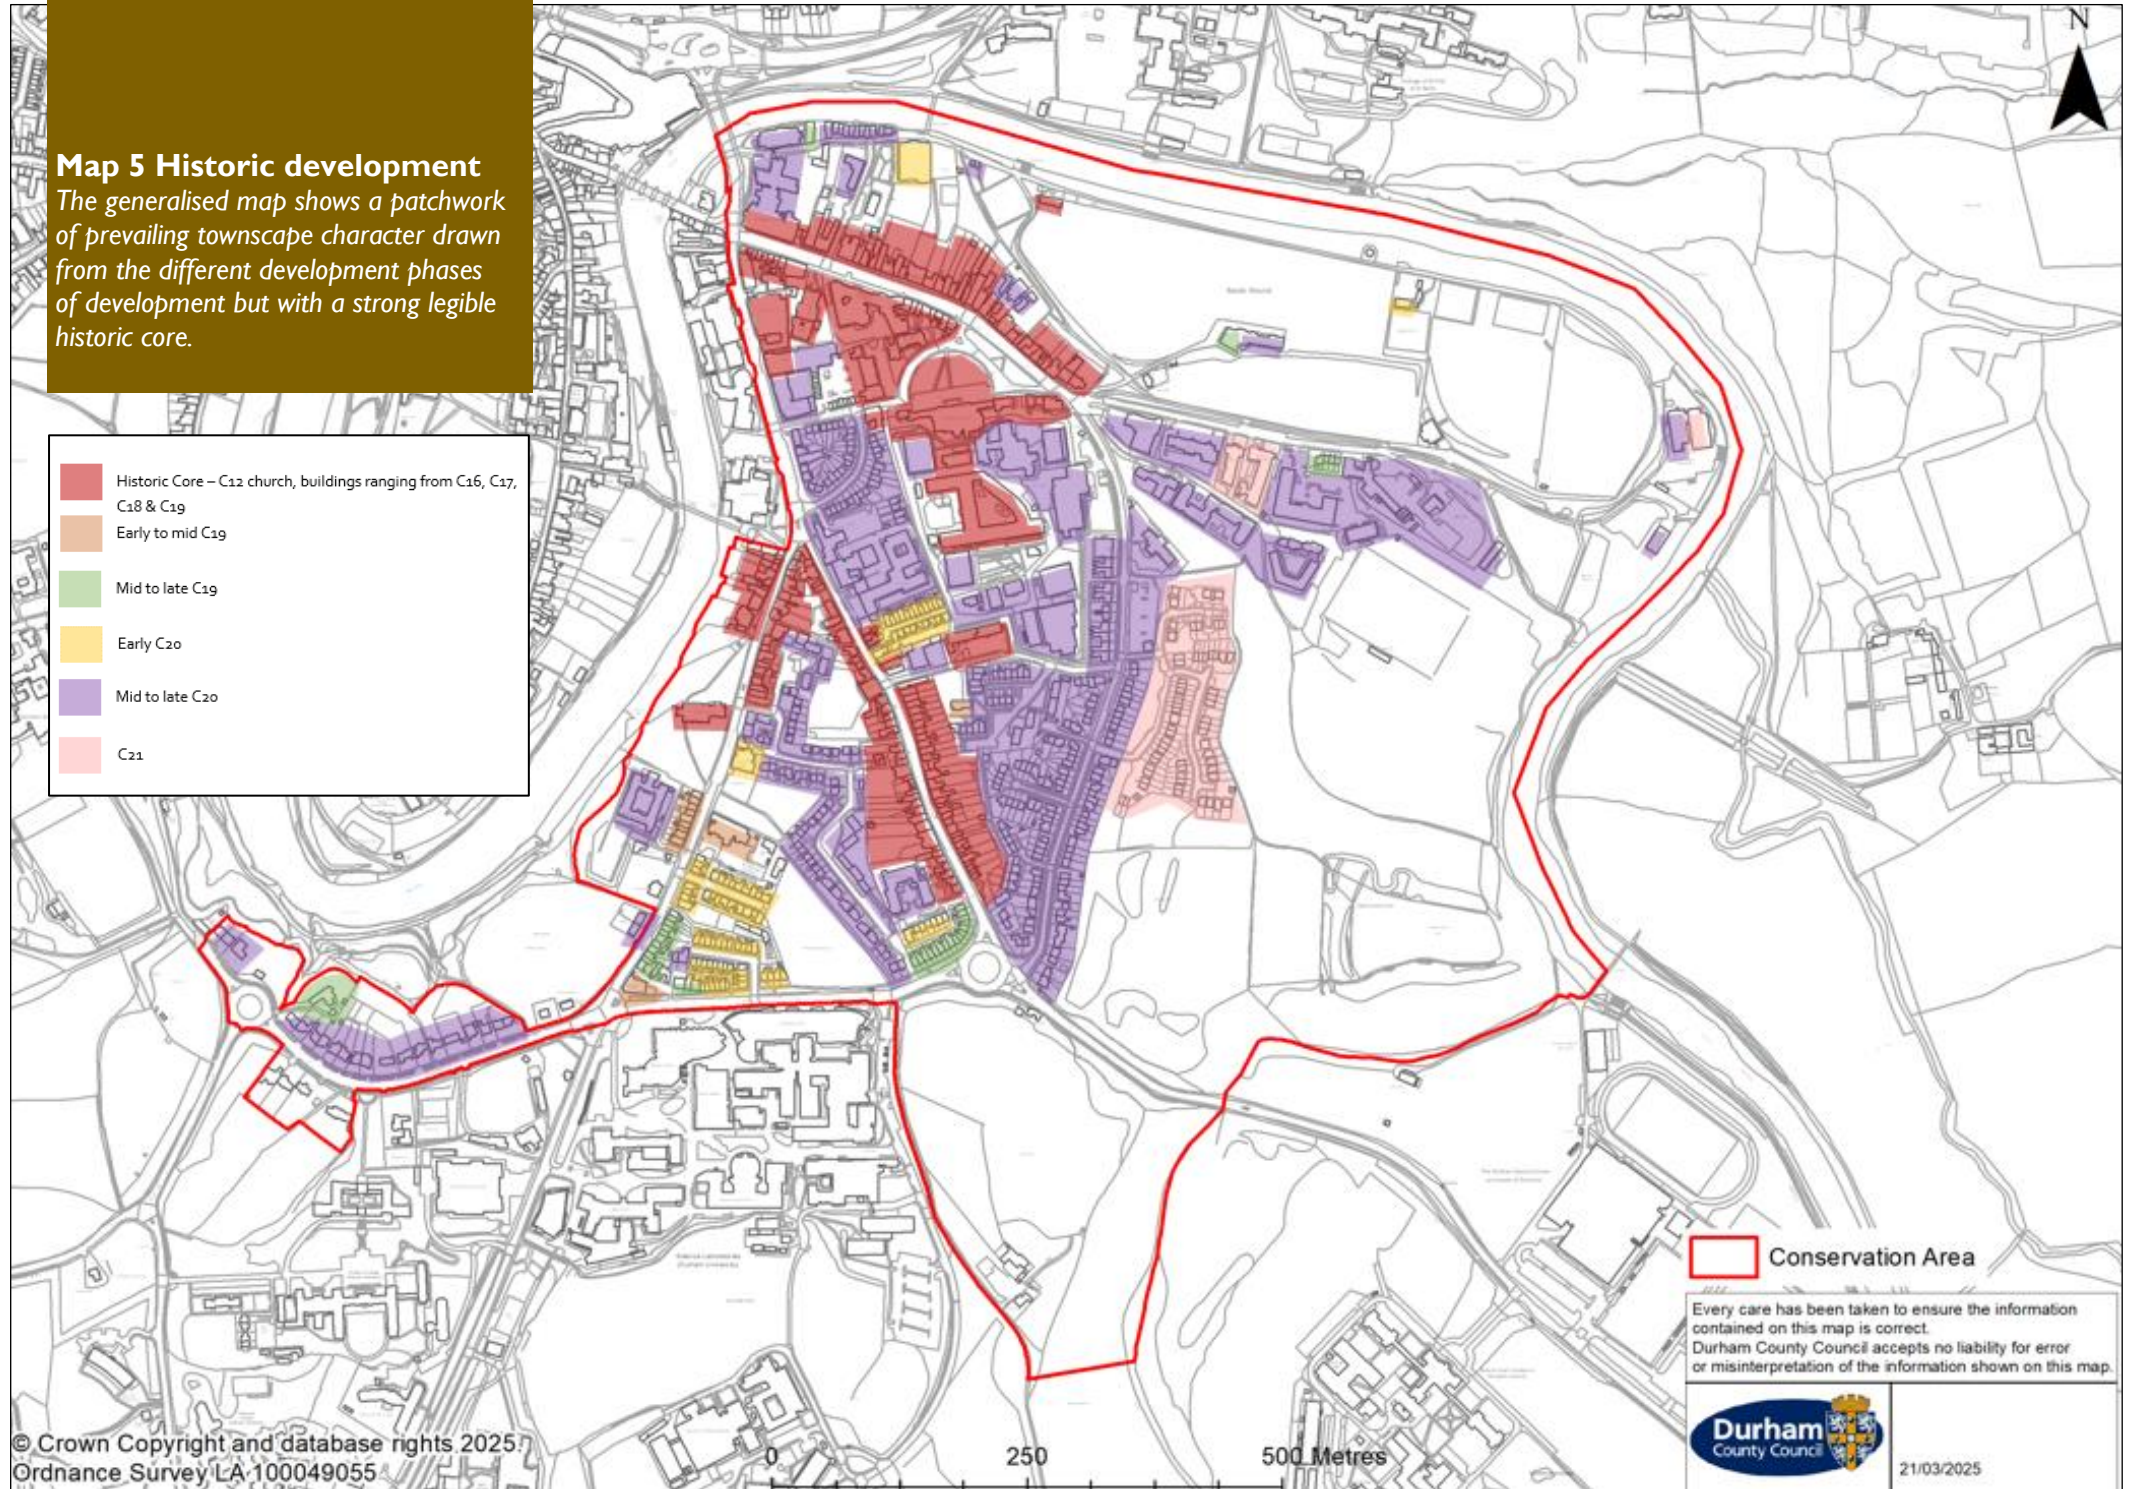 Map 5 Historic development
The generalised map shows a patchwork
of prevailing townscape character drawn
from the different development phases
of development but with a strong legible
historic core.
Historic Core – C12 church, buildings ranging from C16, C17,
C18 & C19
Early to mid C19
Mid to late C19
Early C20
Mid to late C20
C21
N
Conservation Area
Every care has been taken to ensure the information
contained on this map is correct.
Durham County Council accepts no liability for error
or misinterpretation of the information shown on this map.
Durham
County Council
21/03/2025
0 250 500 Metres
© Crown Copyright and database rights 2025.
Ordnance Survey LA 100049055